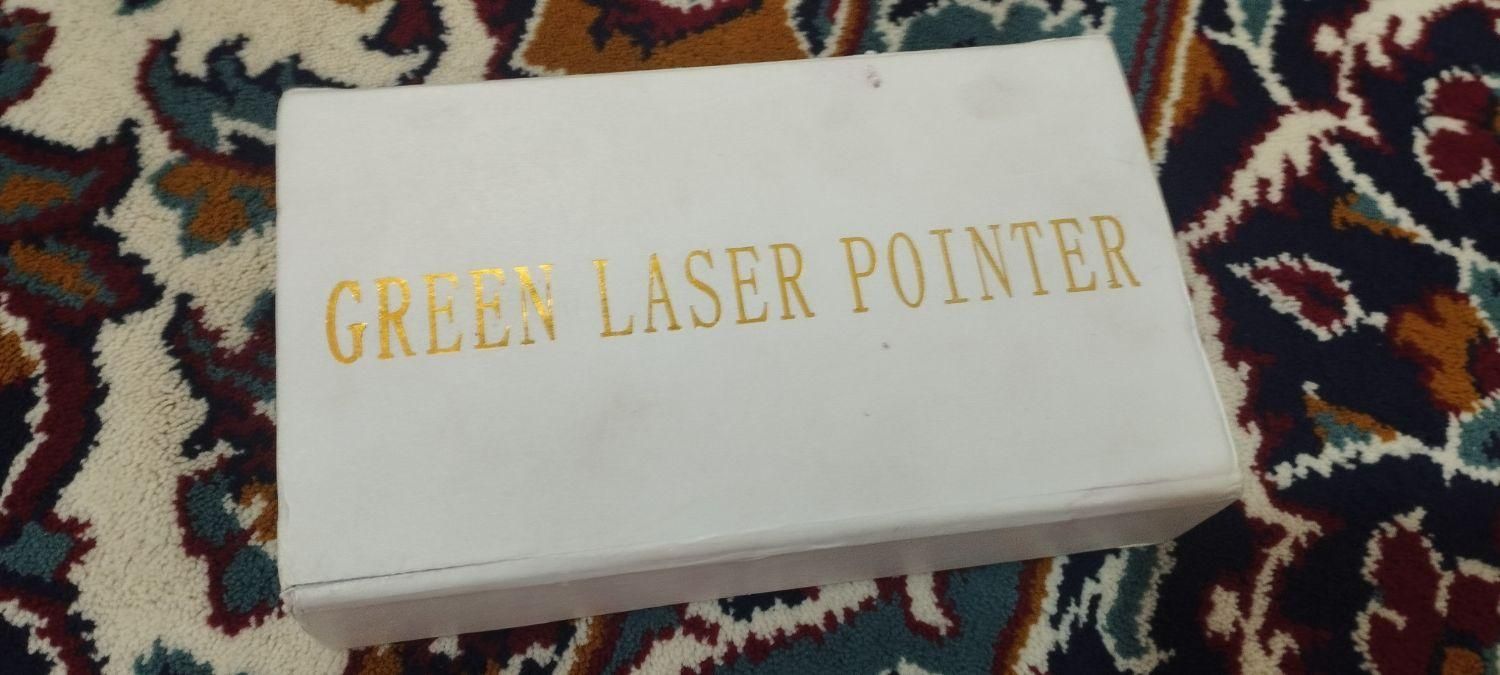 GREEN LASER POINTER